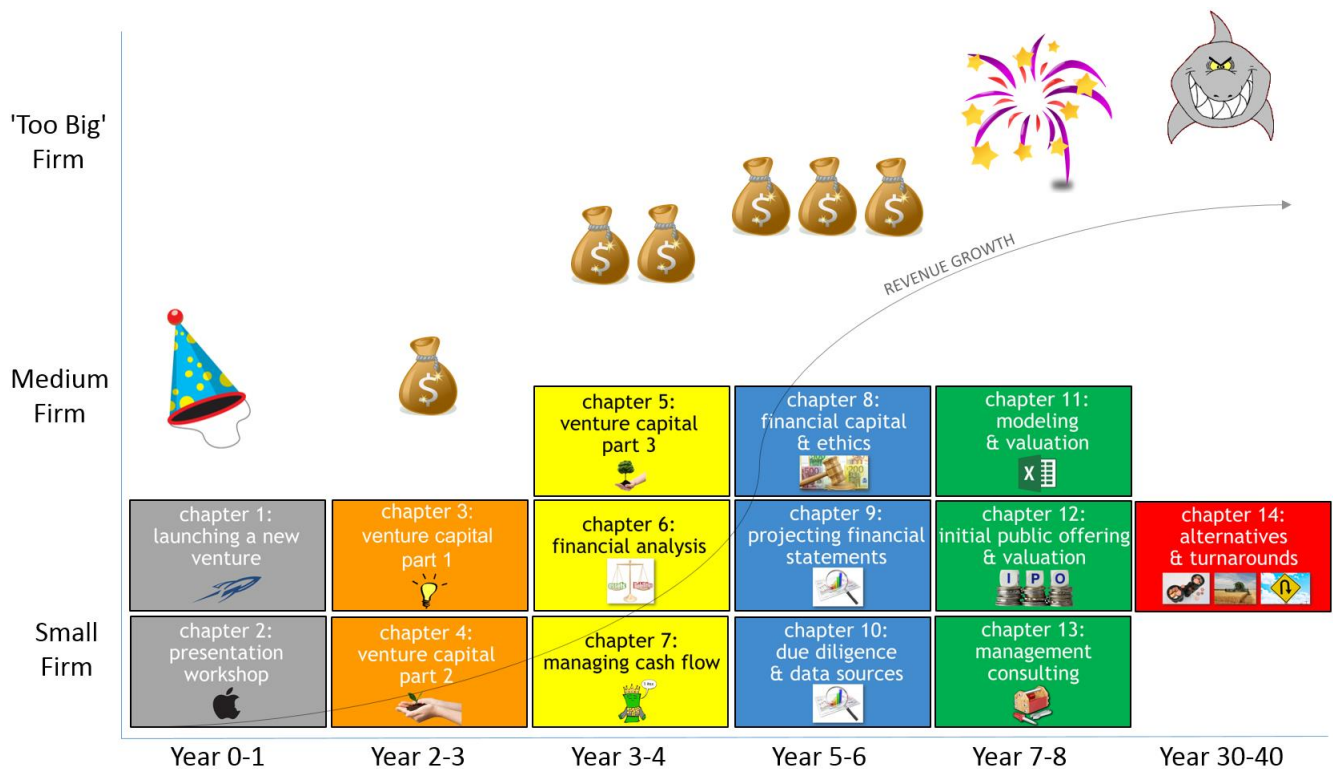 'Too Big'
Firm
Medium
Firm
Small
Firm
REVENUE GROWTH
chapter 1:
launching a new
venture
chapter 2:
presentation
workshop
chapter 3:
venture capital
part 1
chapter 4:
venture capital
part 2
chapter 5:
venture capital
part 3
chapter 6:
financial analysis
chapter 7:
managing cash flow
chapter 8:
financial capital
& ethics
chapter 9:
projecting financial
statements
chapter 10:
due diligence
& data sources
chapter 11:
modeling
& valuation
chapter 12:
initial public offering
& valuation
I P O
chapter 13:
management
consulting
chapter 14:
alternatives
& turnarounds
Year 0-1
Year 2-3
Year 3-4
Year 5-6
Year 7-8
Year 30-40